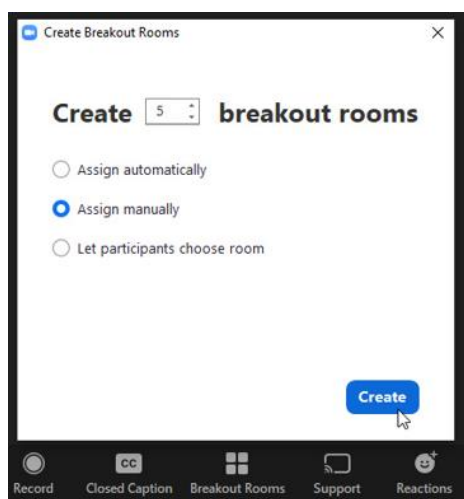 Create Breakout Rooms
Create 5 breakout rooms
Assign automatically
Assign manually
Let participants choose room
Create
CC
Record Closed Caption Breakout Rooms Support Reactions